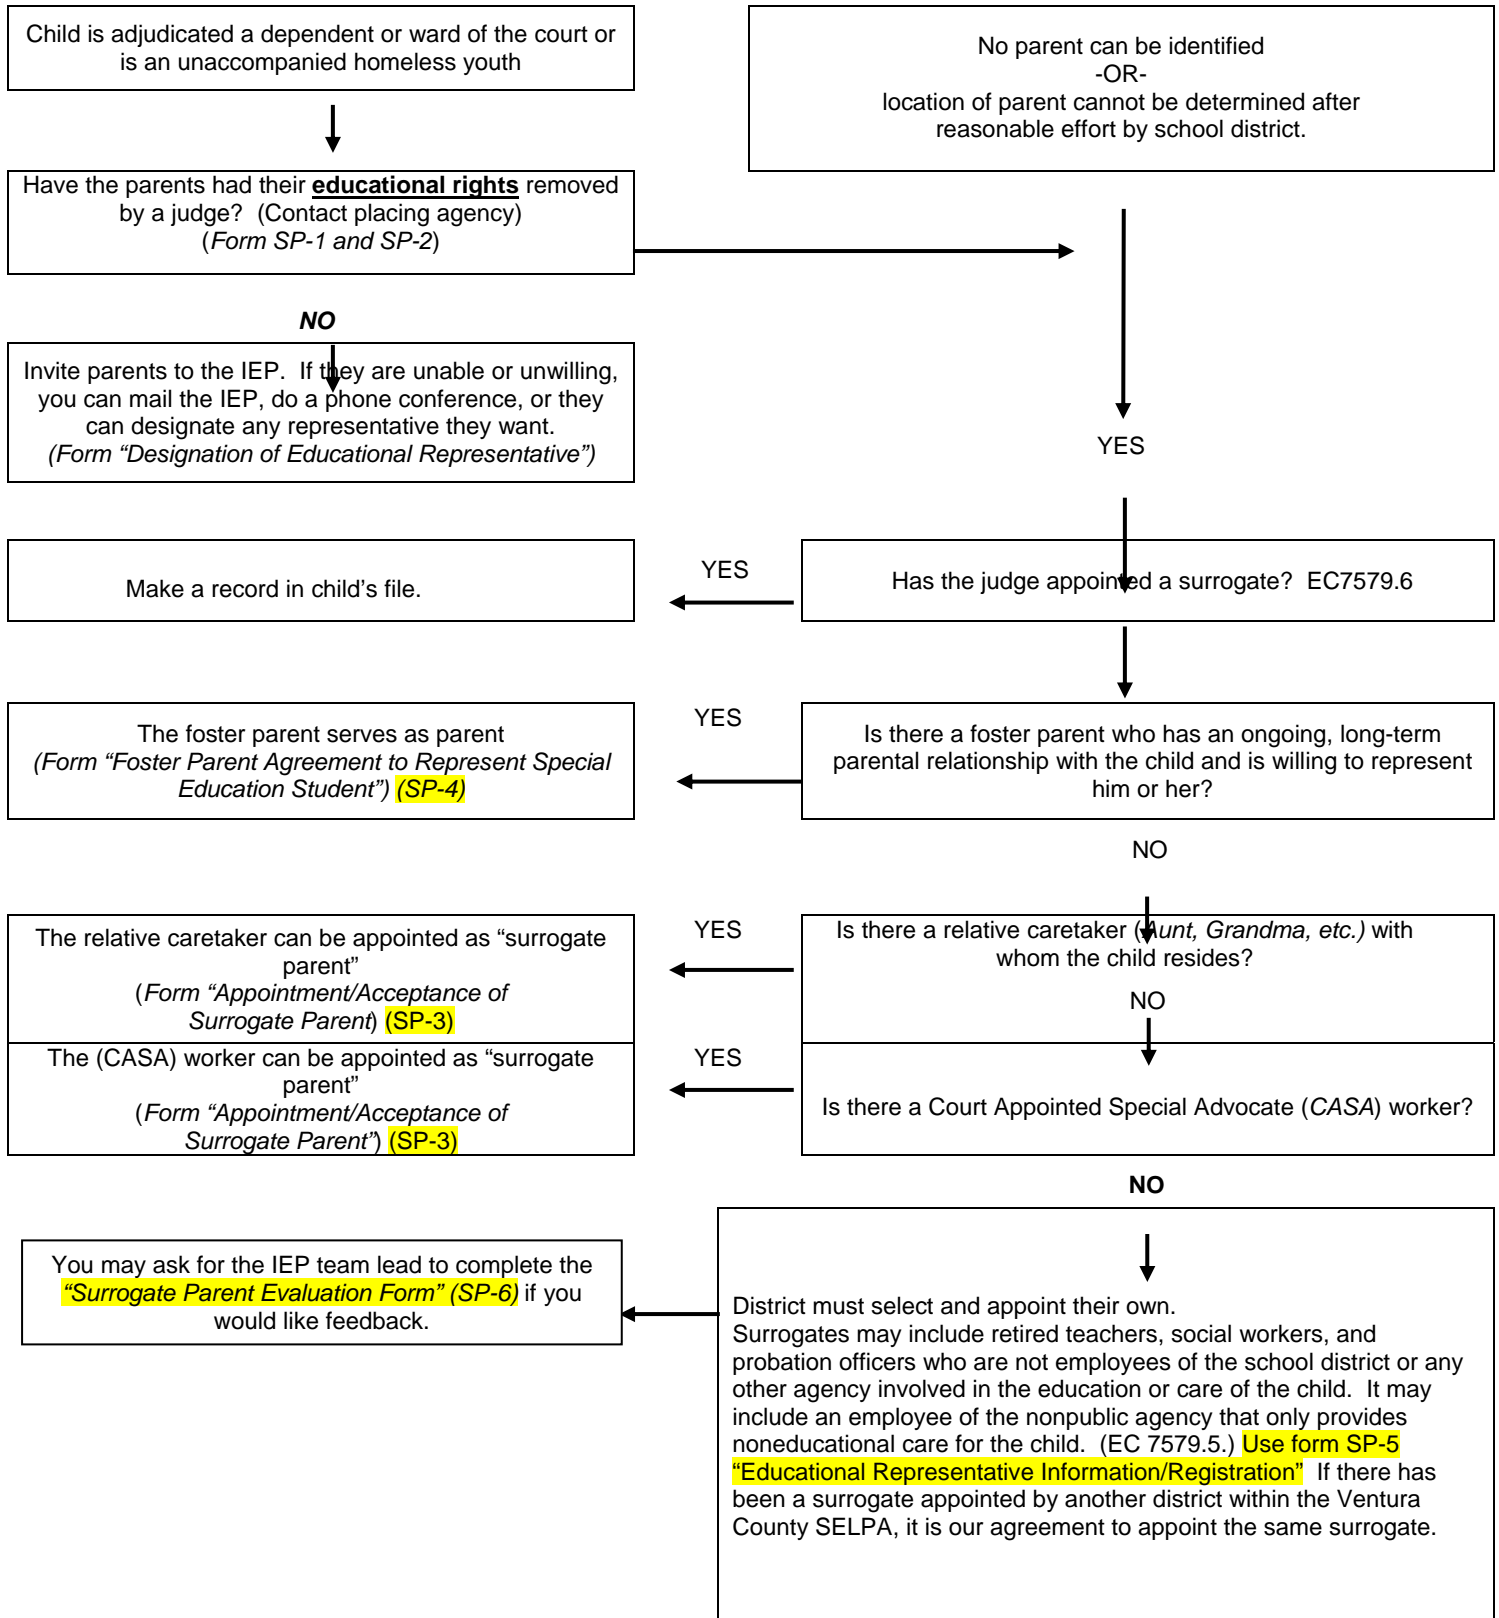 Child is adjudicated a dependent or ward of the court or
is an unaccompanied homeless youth
No parent can be identified
-OR-
location of parent cannot be determined after
reasonable effort by school district.
Have the parents had their educational rights removed
by a judge? (Contact placing agency)
(Form SP-1 and SP-2)
NO
Invite parents to the IEP. If they are unable or unwilling,
you can mail the IEP, do a phone conference, or they
can designate any representative they want.
(Form “Designation of Educational Representative”)
YES
Has the judge appointed a surrogate? EC7579.6
YES
Make a record in child’s file.
Is there a foster parent who has an ongoing, long-term
parental relationship with the child and is willing to represent
him or her?
YES
The foster parent serves as parent
(Form “Foster Parent Agreement to Represent Special
Education Student”) (SP-4)
NO
Is there a relative caretaker (Aunt, Grandma, etc.) with
whom the child resides?
YES
The relative caretaker can be appointed as “surrogate
parent”
(Form “Appointment/Acceptance of
Surrogate Parent) (SP-3)
NO
Is there a Court Appointed Special Advocate (CASA) worker?
YES
The (CASA) worker can be appointed as “surrogate
parent”
(Form “Appointment/Acceptance of
Surrogate Parent”) (SP-3)
NO
District must select and appoint their own.
Surrogates may include retired teachers, social workers, and
probation officers who are not employees of the school district or any
other agency involved in the education or care of the child. It may
include an employee of the nonpublic agency that only provides
noneducational care for the child. (EC 7579.5.) Use form SP-5
“Educational Representative Information/Registration” If there has
been a surrogate appointed by another district within the Ventura
County SELPA, it is our agreement to appoint the same surrogate.
You may ask for the IEP team lead to complete the
“Surrogate Parent Evaluation Form” (SP-6) if you
would like feedback.